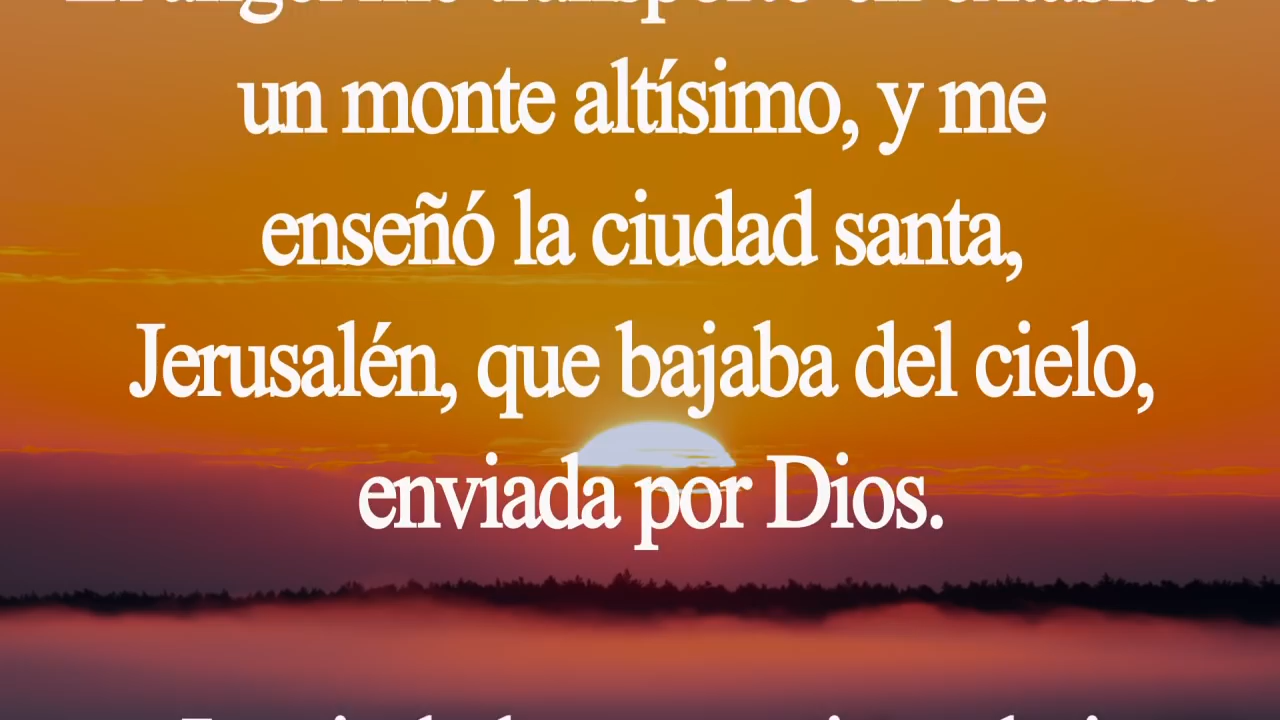 un monte altísimo, y me
enseñó la ciudad santa,
Jerusalén, que bajaba del cielo,
enviada por Dios.